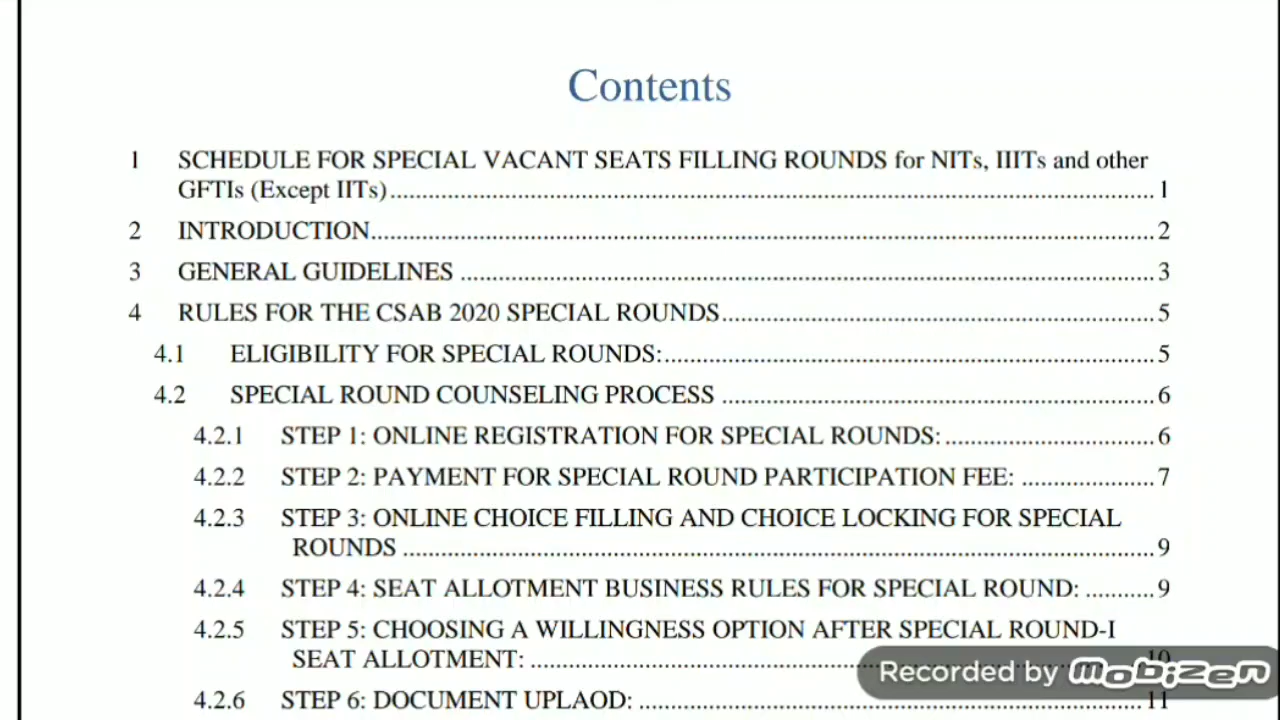 Contents
1 SCHEDULE FOR SPECIAL VACANT SEATS FILLING ROUNDS for NITs, IIITs and other
GFTIs (Except IITs) 1
2 INTRODUCTION 2
3 GENERAL GUIDELINES 3
4 RULES FOR THE CSAB 2020 SPECIAL ROUNDS 5
4.1 ELIGIBILITY FOR SPECIAL ROUNDS: 5
4.2 SPECIAL ROUND COUNSELING PROCESS 6
4.2.1 STEP 1: ONLINE REGISTRATION FOR SPECIAL ROUNDS: 6
4.2.2 STEP 2: PAYMENT FOR SPECIAL ROUND PARTICIPATION FEE: 7
4.2.3 STEP 3: ONLINE CHOICE FILLING AND CHOICE LOCKING FOR SPECIAL
ROUNDS 9
4.2.4 STEP 4: SEAT ALLOTMENT BUSINESS RULES FOR SPECIAL ROUND: 9
4.2.5 STEP 5: CHOOSING A WILLINGNESS OPTION AFTER SPECIAL ROUND-I
SEAT ALLOTMENT: 10
4.2.6 STEP 6: DOCUMENT UPLAOD: 11
Recorded by mobizen